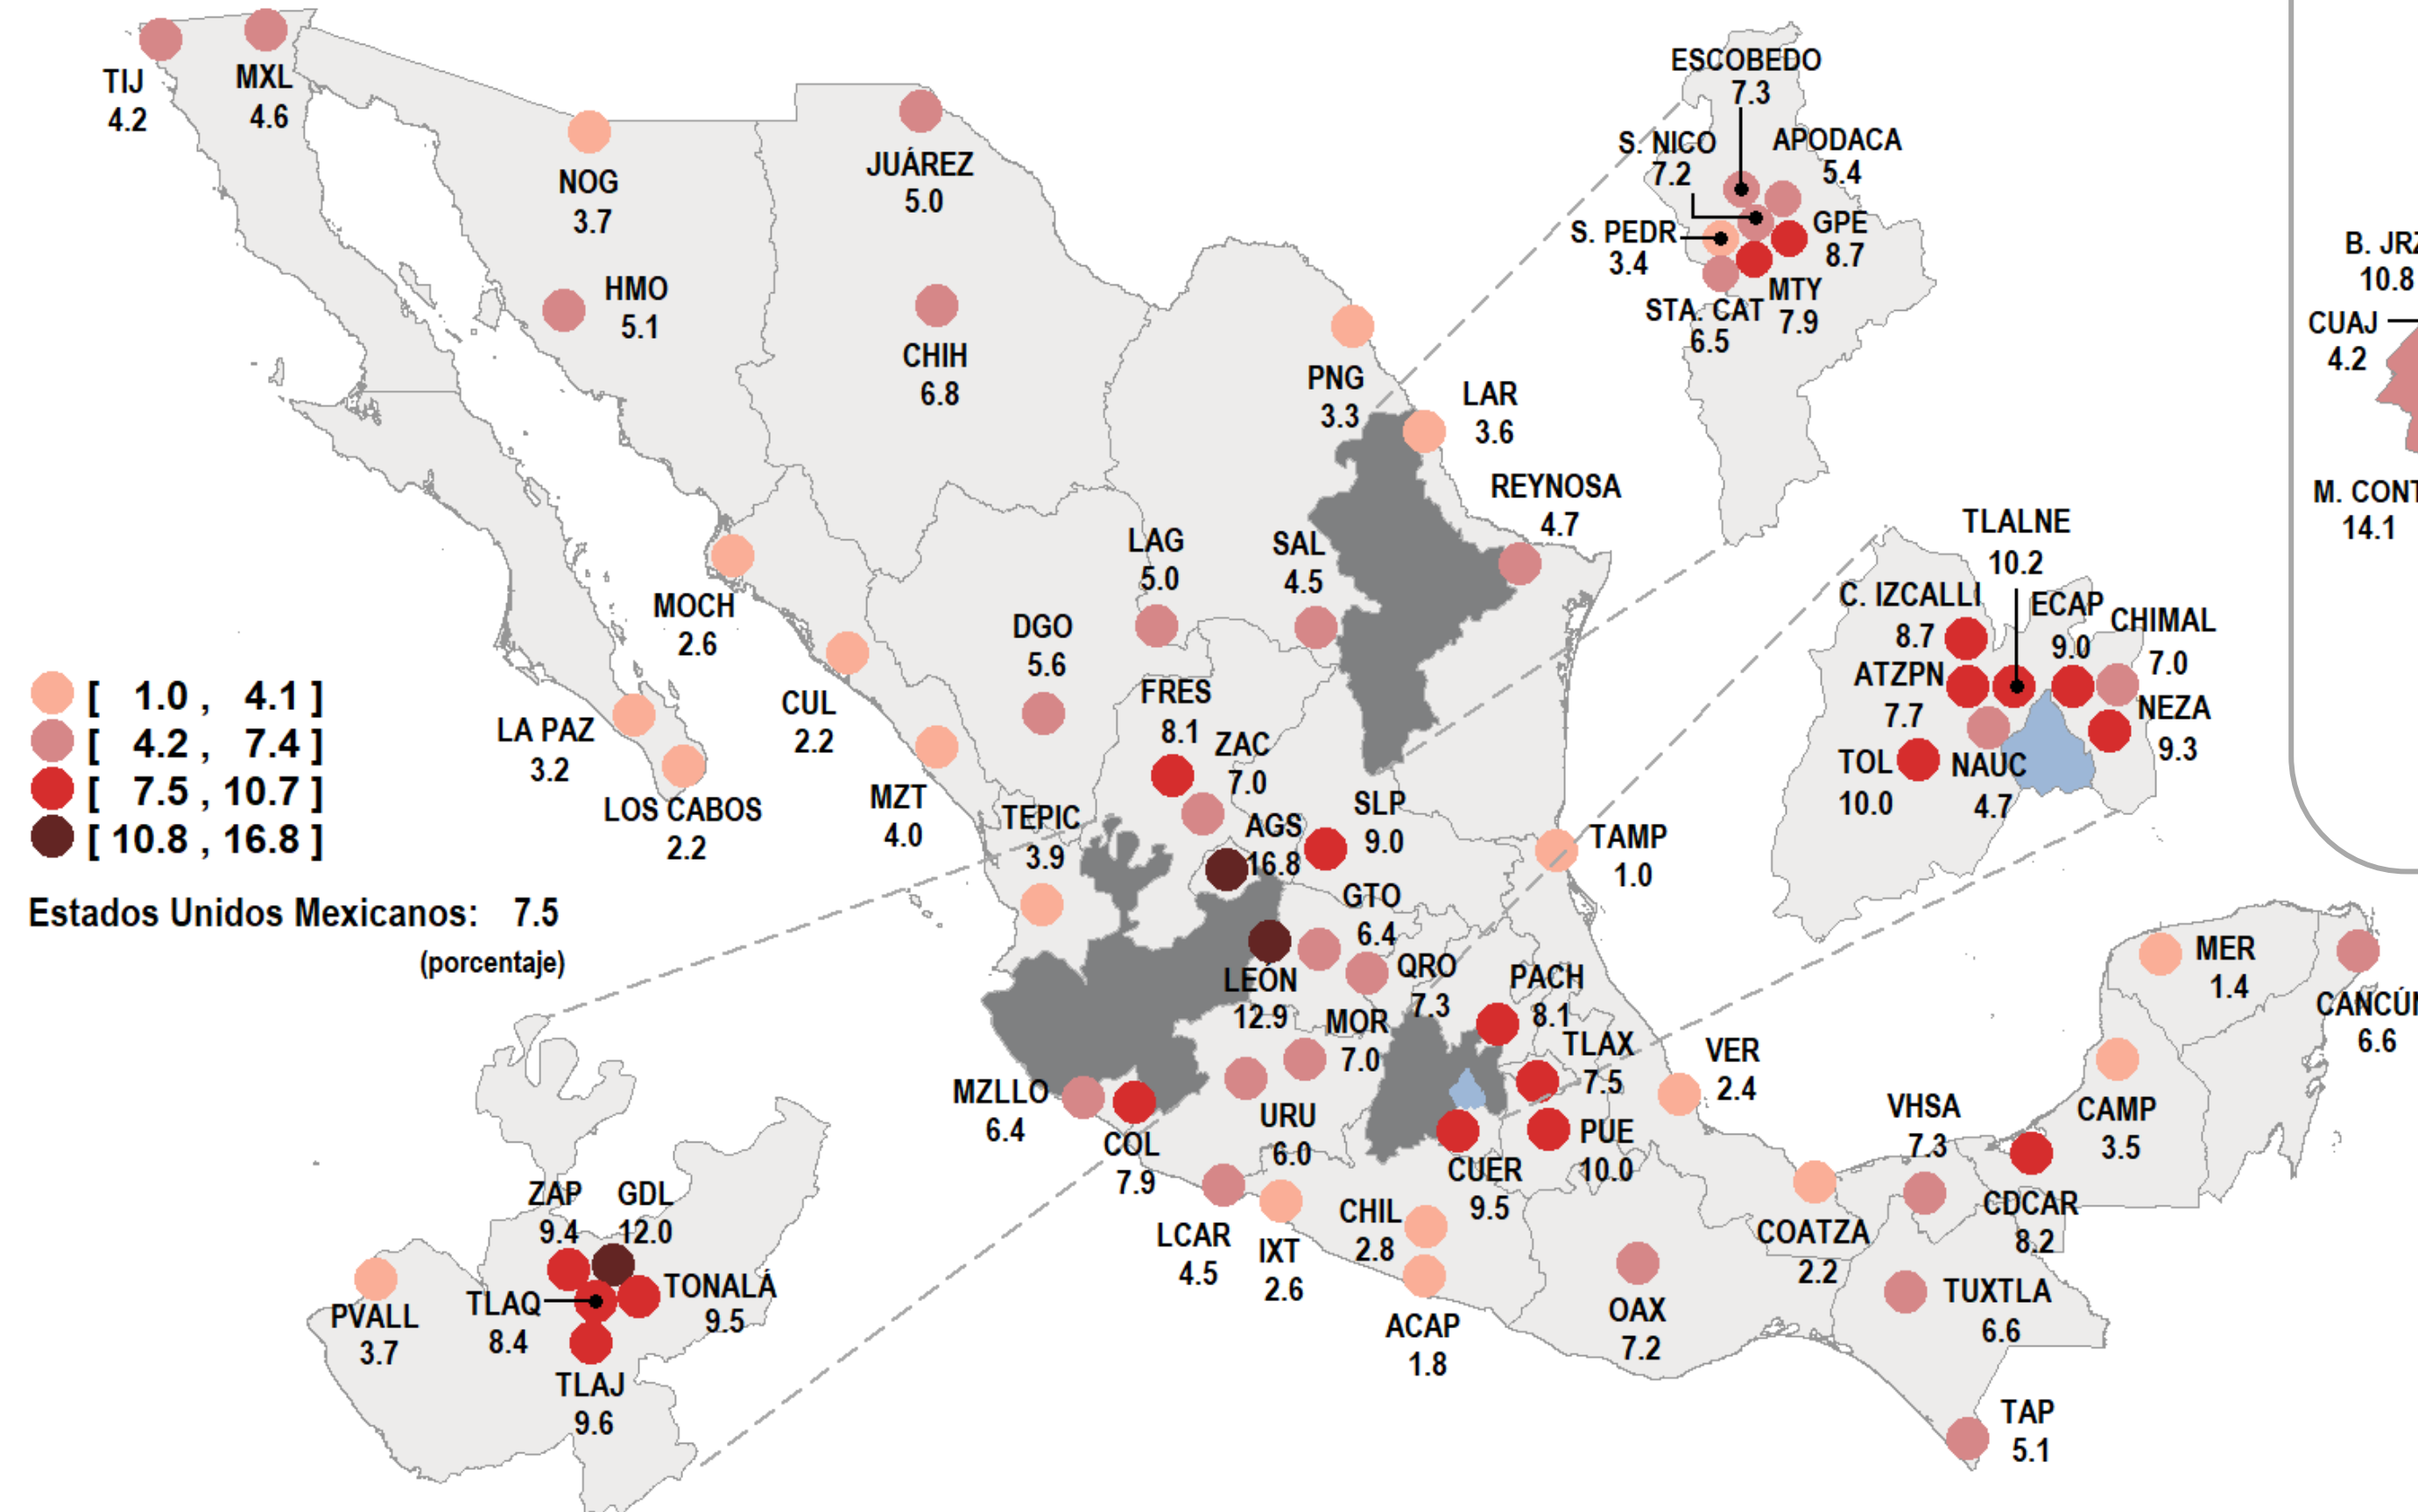 TIJ
4.2
MXL
4.6
NOG
3.7
HMO
5.1
JUÁREZ
5.0
CHIH
6.8
PNG
3.3
LAR
3.6
REYNOSA
4.7
LAG
5.0
SAL
4.5
MOCH
2.6
CUL
2.2
DGO
5.6
FRES
8.1
ZAC
7.0
LA PAZ
3.2
LOS CABOS
2.2
MZT
4.0
TEPIC
3.9
AGS
16.8
SLP
9.0
TAMP
1.0
GTO
6.4
LEÓN
12.9
QRO
7.3
PACH
8.1
MOR
7.0
TLAX
7.5
MZLLO
6.4
COL
7.9
URU
6.0
CUER
9.5
PUE
10.0
VER
2.4
LCAR
4.5
IXT
2.6
CHIL
2.8
ACAP
1.8
OAX
7.2
COATZA
2.2
VHSA
7.3
CDCAR
8.2
TUXTLA
6.6
TAP
5.1
CAMP
3.5
MER
1.4
CANCÚN
6.6
ESCOBEDO
7.3
S. NICO
7.2
APODACA
5.4
S. PEDR
3.4
GPE
8.7
MTY
7.9
STA. CAT
6.5
TLALNE
10.2
C. IZCALLI
8.7
ECAP
9.0
CHIMAL
7.0
ATZPN
7.7
NEZA
9.3
TOL
10.0
NAUC
4.7
B. JRZ
10.8
CUAJ
4.2
M. CONT
14.1
ZAP
9.4
GDL
12.0
TONALÁ
9.5
TLAQ
8.4
TLAJ
9.6
PVALL
3.7
[ 1.0 , 4.1 ]
[ 4.2 , 7.4 ]
[ 7.5 , 10.7 ]
[ 10.8 , 16.8 ]
Estados Unidos Mexicanos: 7.5
(porcentaje)